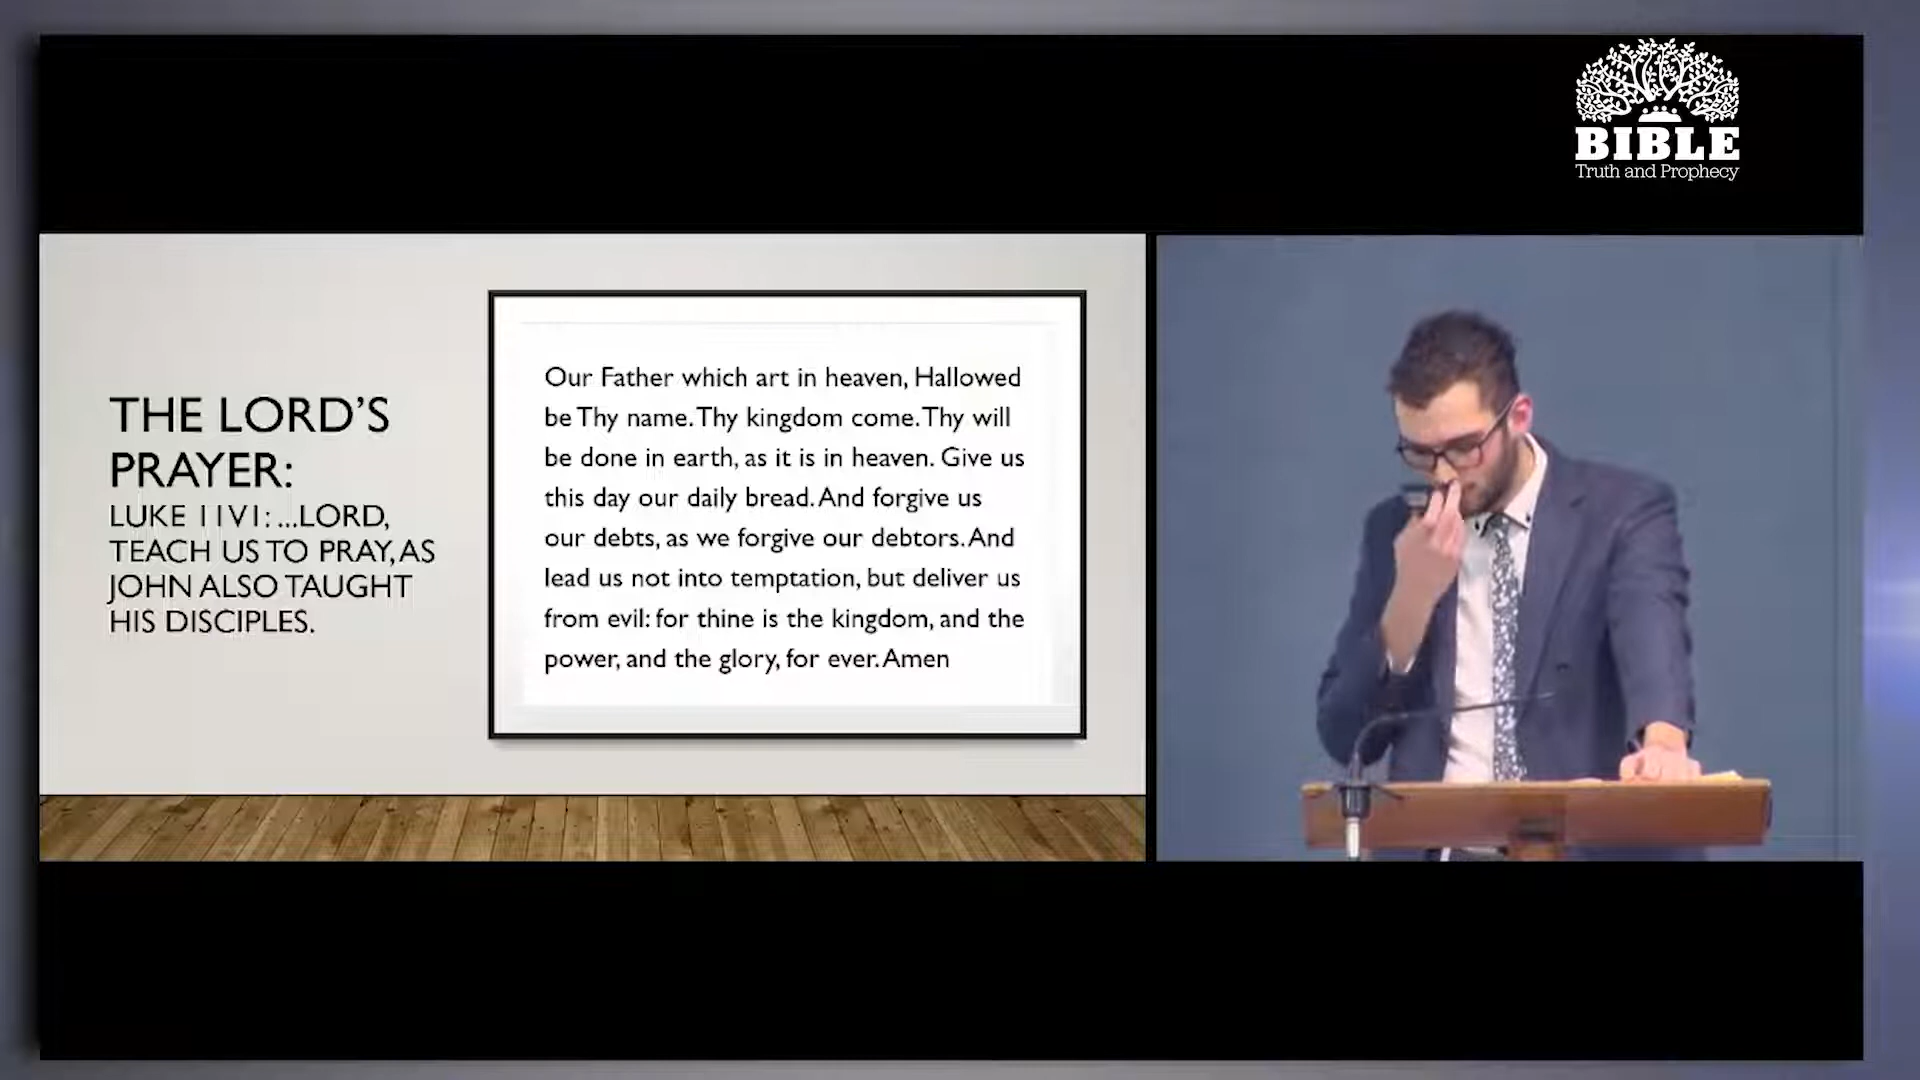 BIBLE
Truth and Prophecy
THE LORD'S
PRAYER:
LUKE 11V1: ...LORD,
TEACH US TO PRAY, AS
JOHN ALSO TAUGHT
HIS DISCIPLES.
Our Father which art in heaven, Hallowed
be Thy name. Thy kingdom come. Thy will
be done in earth, as it is in heaven. Give us
this day our daily bread. And forgive us
our debts, as we forgive our debtors. And
lead us not into temptation, but deliver us
from evil: for thine is the kingdom, and the
power, and the glory, for ever. Amen